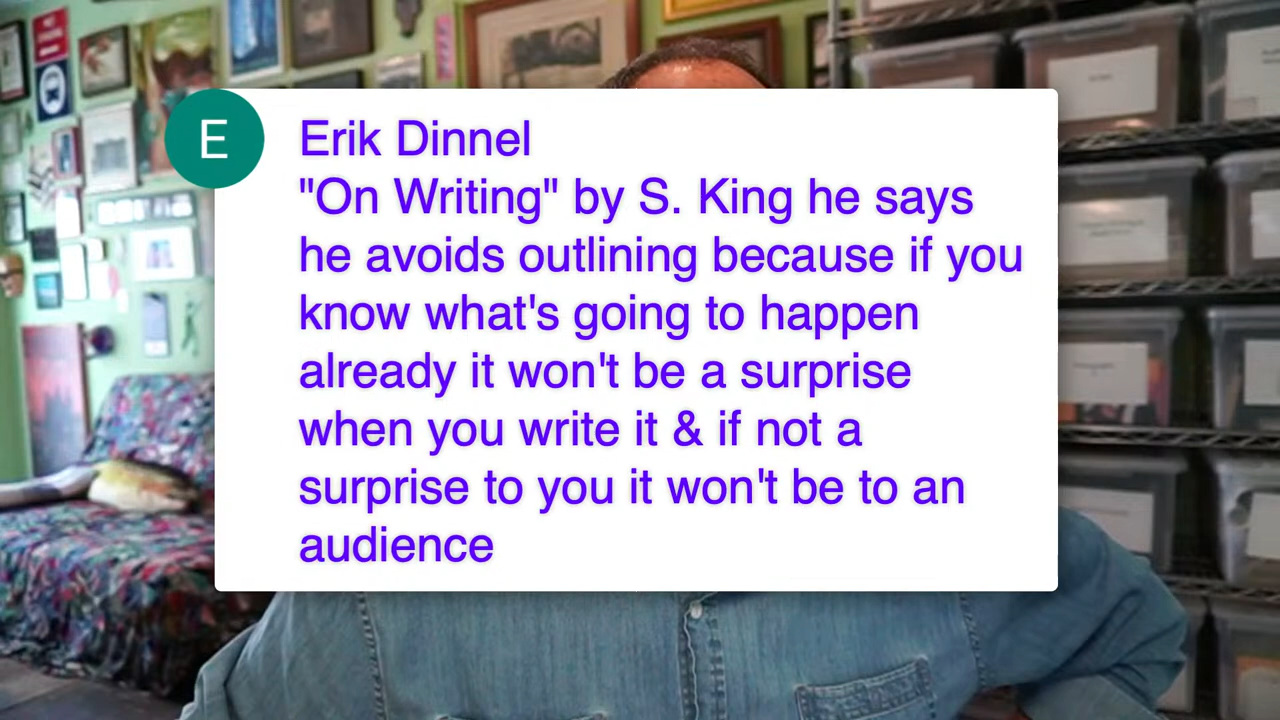 E
Erik Dinnel
"On Writing" by S. King he says
he avoids outlining because if you
know what's going to happen
already it won't be a surprise
when you write it & if not a
surprise to you it won't be to an
audience